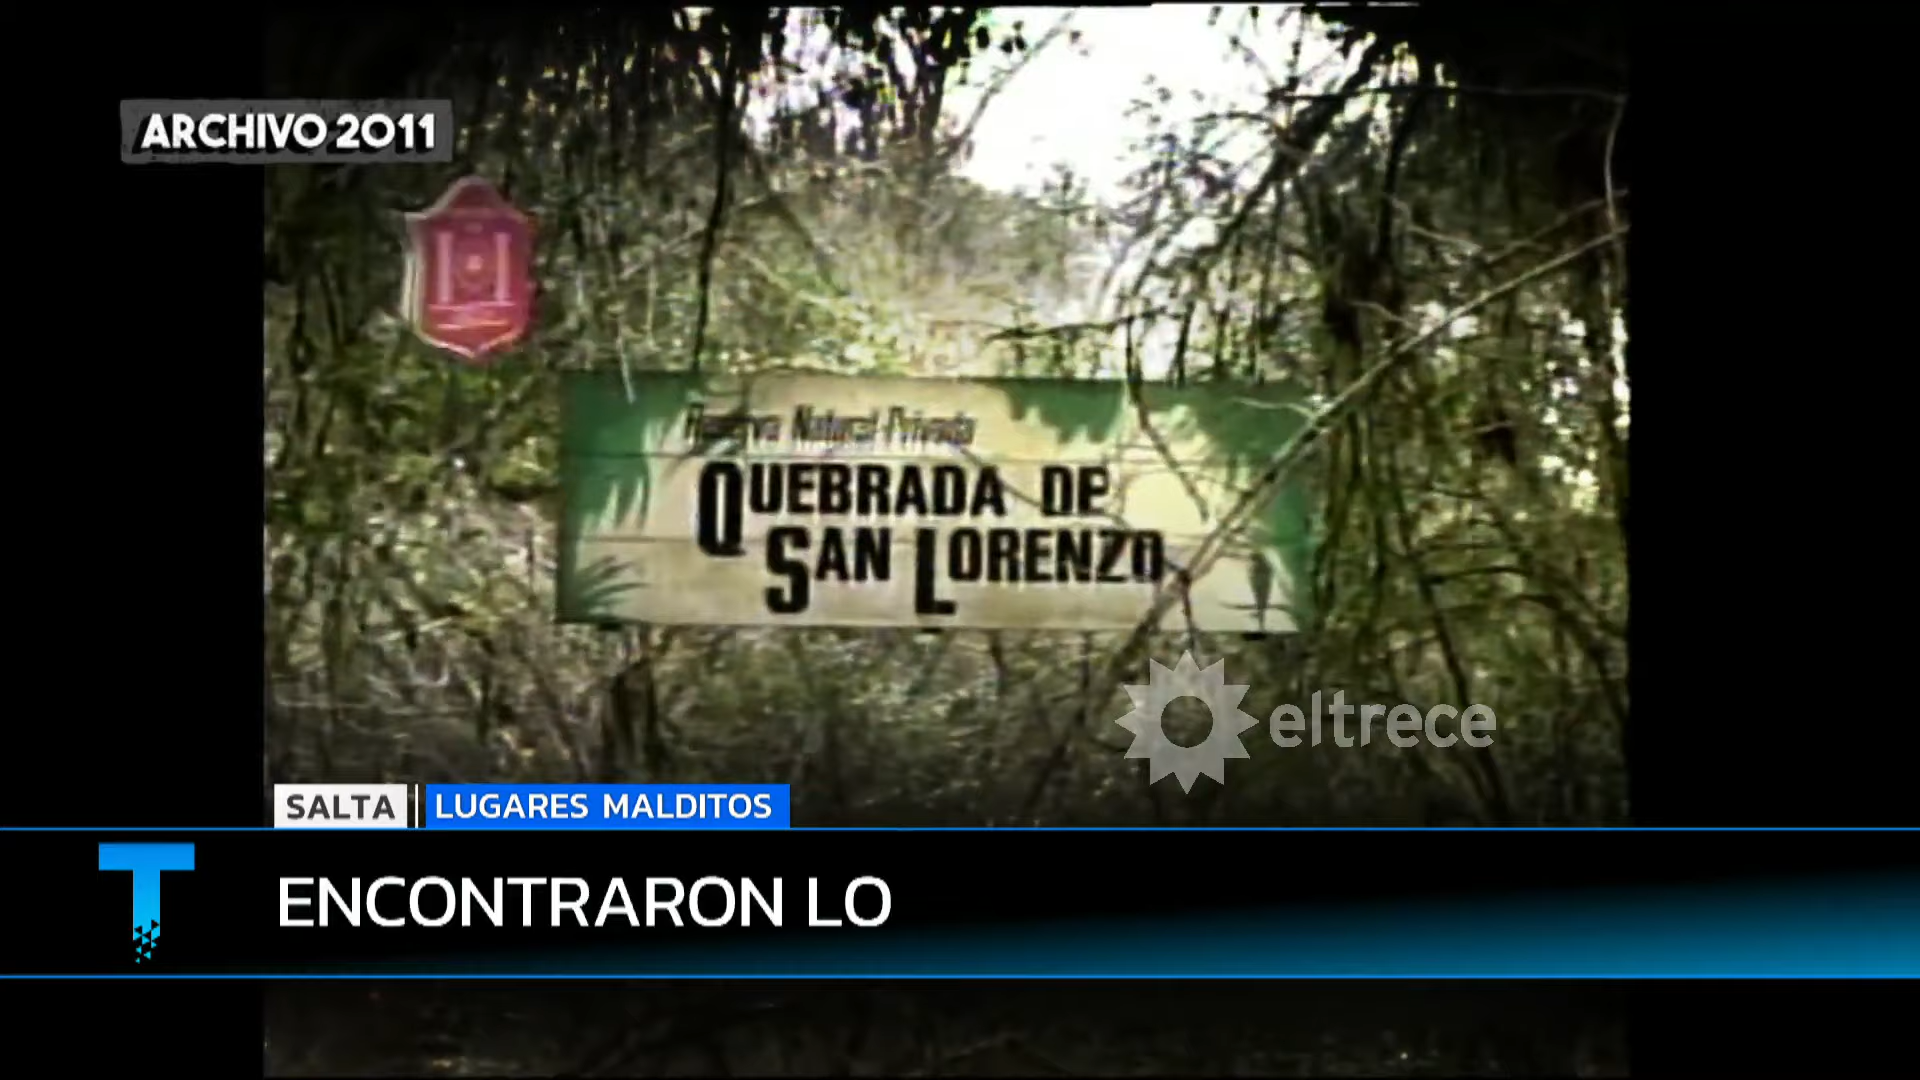 ARCHIVO 2011
Reserva Natural Privada
QUEBRADA DE
SAN LORENZO
eltrece
SALTA LUGARES MALDITOS
T
ENCONTRARON LO